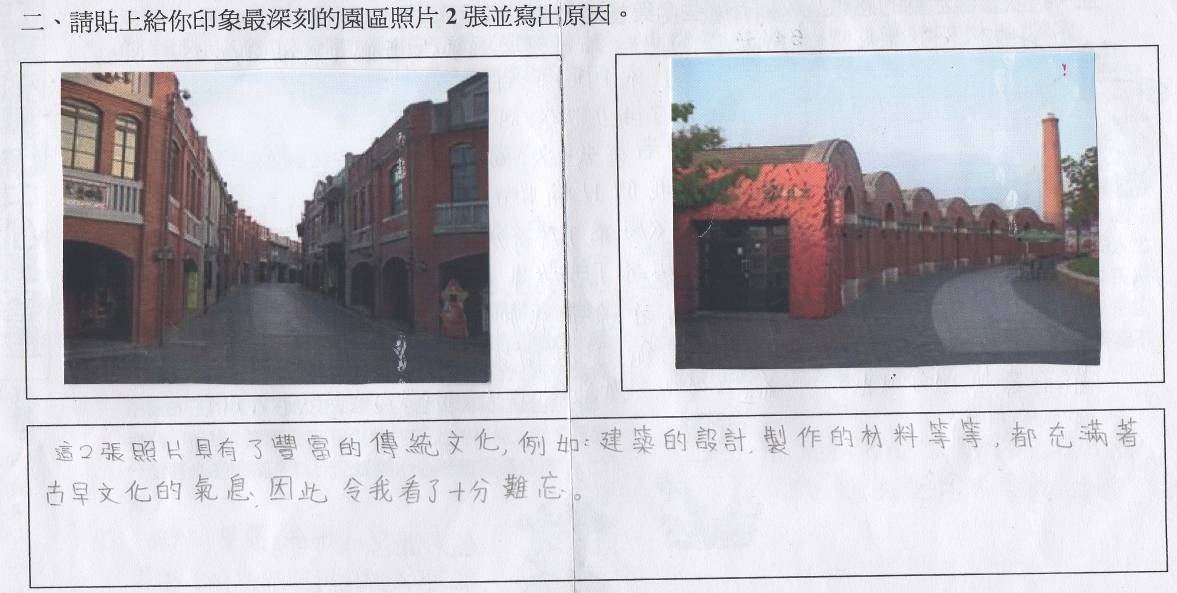 二、請貼上給你印象最深刻的園區照片 2 張並寫出原因。
這2張照片具有了豐富的傳統文化,例如:建築的設計,製作的材料等等,都充滿著
古早文化的氣息,因此令我看了十分難忘。